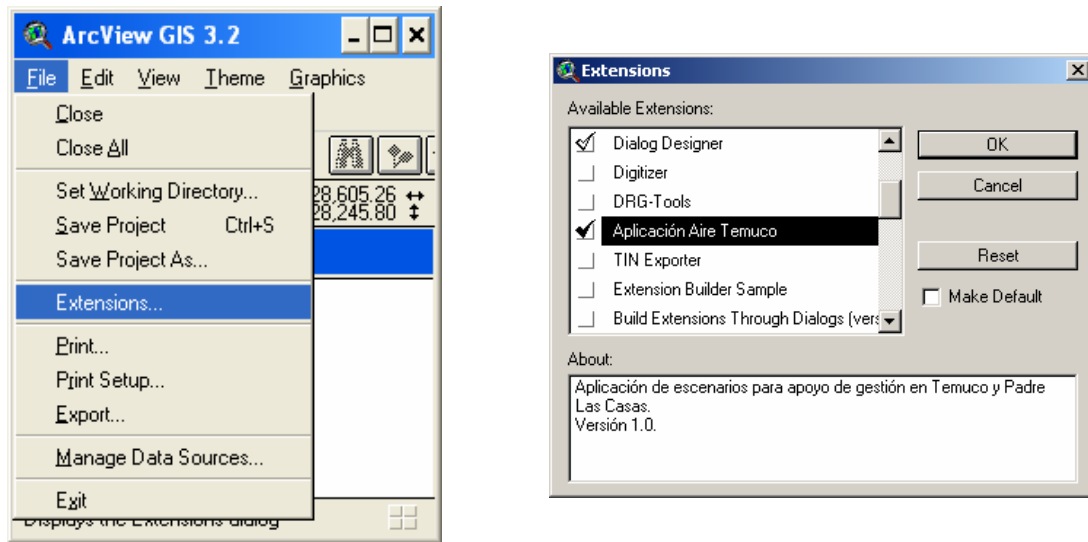 ArcView GIS 3.2
File Edit View Theme Graphics
Close
Close All
28,605.26
28,245.80
Set Working Directory...
Save Project Ctrl+S
Save Project As...
Extensions...
Print...
Print Setup...
Export...
Manage Data Sources...
Exit
Displays the Extensions dialog
Extensions
Available Extensions:
Dialog Designer
Digitizer
DRG-Tools
Aplicación Aire Temuco
TIN Exporter
Extension Builder Sample
Build Extensions Through Dialogs (vers
OK
Cancel
Reset
Make Default
About:
Aplicación de escenarios para apoyo de gestión en Temuco y Padre
Las Casas.
Versión 1.0.